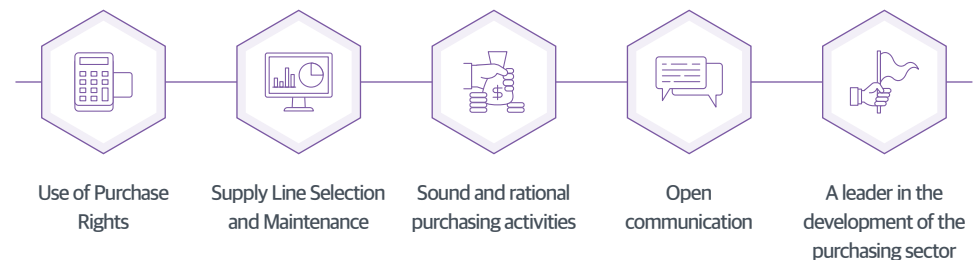 Use of Purchase
Rights
Supply Line Selection
and Maintenance
Sound and rational
purchasing activities
Open
communication
A leader in the
development of the
purchasing sector